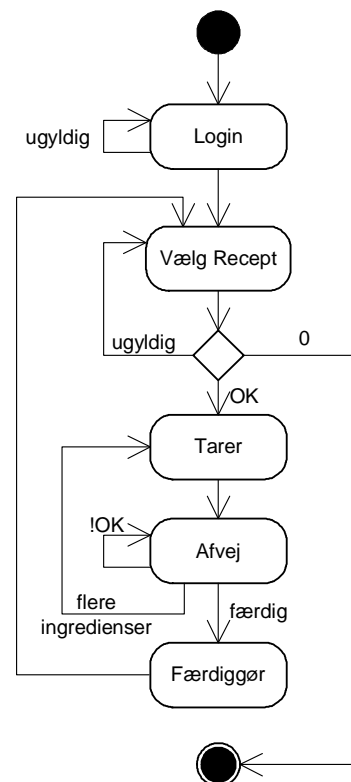 ugyldig
Login
Vælg Recept
ugyldig
0
OK
Tarer
!OK
Afvej
flere
ingredienser
færdig
Færdiggør